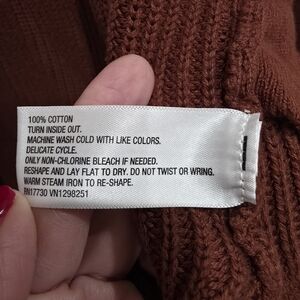 100% COTTON
TURN INSIDE OUT.
MACHINE WASH COLD WITH LIKE COLORS.
DELICATE CYCLE.
ONLY NON-CHLORINE BLEACH IF NEEDED.
RESHAPE AND LAY FLAT TO DRY. DO NOT TWIST OR WRING.
WARM STEAM IRON TO RE-SHAPE.
RN17730 VN1298251